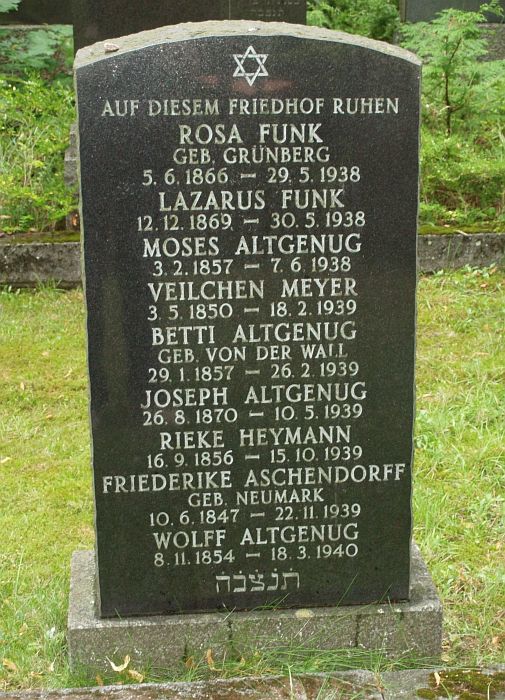 AUF DIESEM FRIEDHOF RUHEN
ROSA FUNK
GEB. GRÜNBERG
5.6.1866 – 29.5.1938
LAZARUS FUNK
12.12.1869 – 30.5.1938
MOSES ALTGENUG
3.2.1857 – 7.6.1938
VEILCHEN MEYER
3.5.1850 – 18.2.1939
BETTI ALTGENUG
GEB. VON DER WALL
29.1.1857 – 26.2.1939
JOSEPH ALTGENUG
26.8.1870 – 10.5.1939
RIEKE HEYMANN
16.9.1856 – 15.10.1939
FRIEDERIKE ASCHENDORFF
GEB. NEUMARK
10.6.1847 – 22.11.1939
WOLFF ALTGENUG
8.11.1854 – 18.3.1940
תנצבה